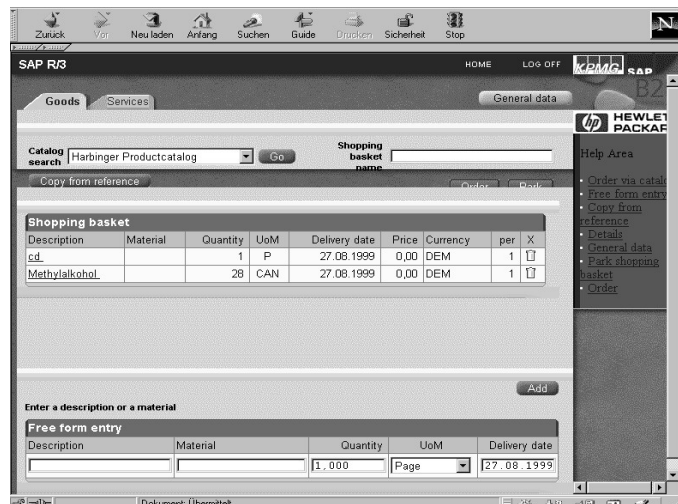 Zurück Vor Neu laden Anfang Suchen Guide Drucken Sicherheit Stop N
SAP R/3 HOME LOG OFF KPMG SAP
B2
Goods Services General data
hp HEWLET
PACKAR
Catalog search Harbinger Productcatalog Go Shopping basket name
Help Area
Copy from reference Order Park
• Order via catalo
• Free form entry
• Copy from
reference
• Details
• General data
• Park shopping
basket
• Order
Shopping basket
Description Material Quantity UoM Delivery date Price Currency per X
cd 1 P 27.08.1999 0,00 DEM 1
Methylalkohol 28 CAN 27.08.1999 0,00 DEM 1
Add
Enter a description or a material
Free form entry
Description Material Quantity UoM Delivery date
1,000 Page 27.08.1999
Dokument: Übermittelt